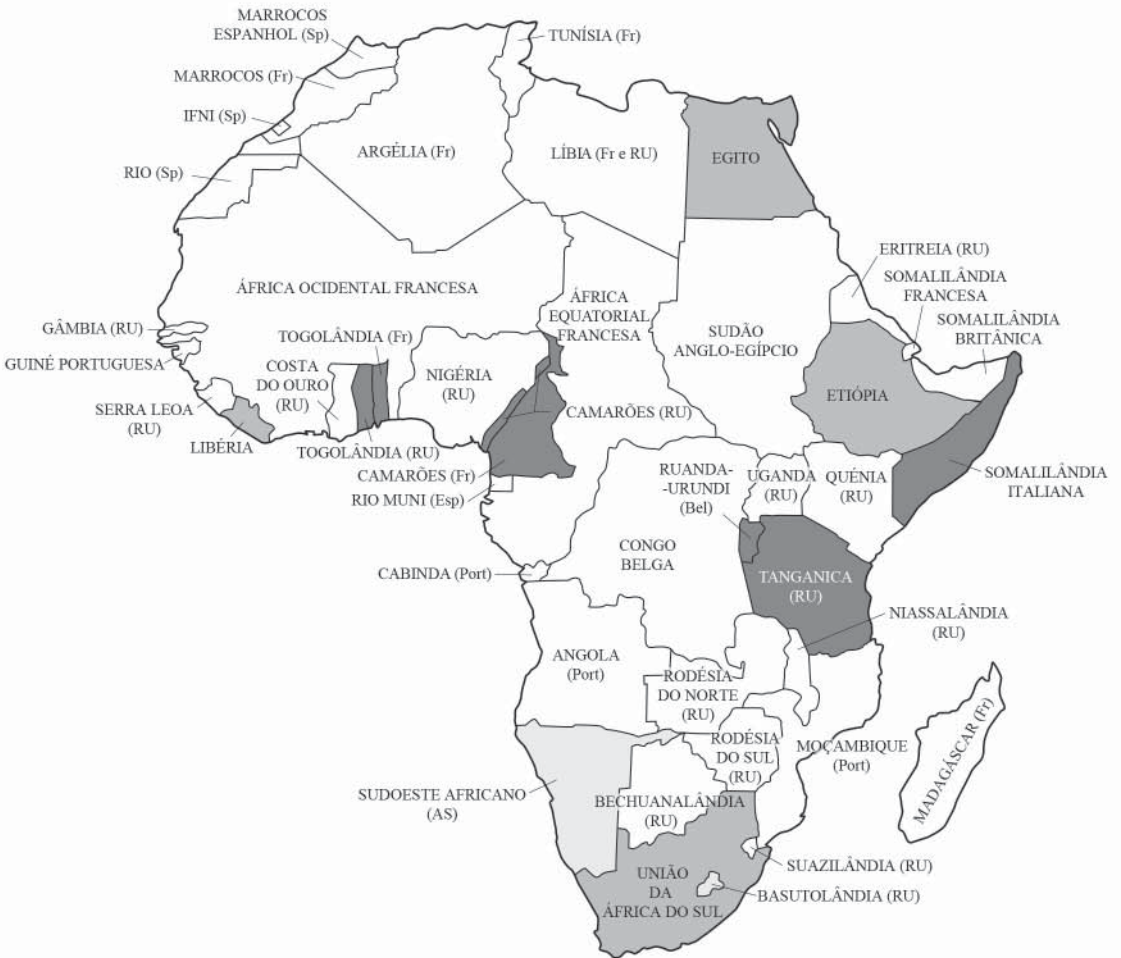 MARROCOS
ESPANHOL (Sp)
TUNÍSIA (Fr)
MARROCOS (Fr)
IFNI (Sp)
ARGÉLIA (Fr)
LÍBIA (Fr e RU)
EGITO
RIO (Sp)
ERITREIA (RU)
SOMALILÂNDIA
FRANCESA
ÁFRICA OCIDENTAL FRANCESA
ÁFRICA
EQUATORIAL
FRANCESA
SOMALILÂNDIA
BRITÂNICA
GÂMBIA (RU)
TOGOLÂNDIA (Fr)
SUDÃO
ANGLO-EGÍPCIO
GUINÉ PORTUGUESA
COSTA
DO OURO
(RU)
NIGÉRIA
(RU)
ETIÓPIA
SERRA LEOA
(RU)
CAMARÕES (RU)
LIBÉRIA
TOGOLÂNDIA (RU)
CAMARÕES (Fr)
RUANDA-
-URUNDI
(Bel)
UGANDA
(RU)
QUÉNIA
(RU)
SOMALILÂNDIA
ITALIANA
RIO MUNI (Esp)
CONGO
BELGA
CABINDA (Port)
TANGANICA
(RU)
NIASSALÂNDIA
(RU)
ANGOLA
(Port)
RODÉSIA
DO NORTE
(RU)
RODÉSIA
DO SUL
(RU)
MOÇAMBIQUE
(Port)
MADAGÁSCAR (Fr)
SUDOESTE AFRICANO
(AS)
BECHUANALÂNDIA
(RU)
SUAZILÂNDIA (RU)
UNIÃO
DA
ÁFRICA DO SUL
BASUTOLÂNDIA (RU)